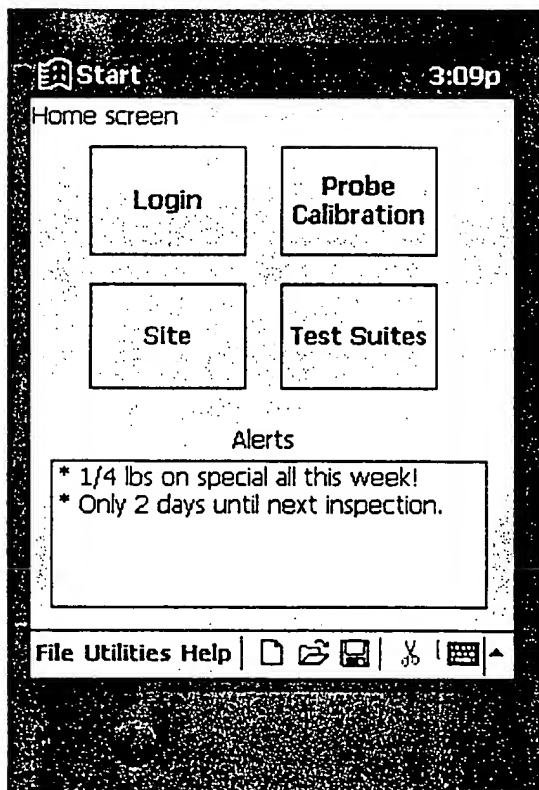 Start 3:09p
Home screen
Login
Probe
Calibration
Site
Test Suites
Alerts
* 1/4 lbs on special all this week!
* Only 2 days until next inspection.
File Utilities Help